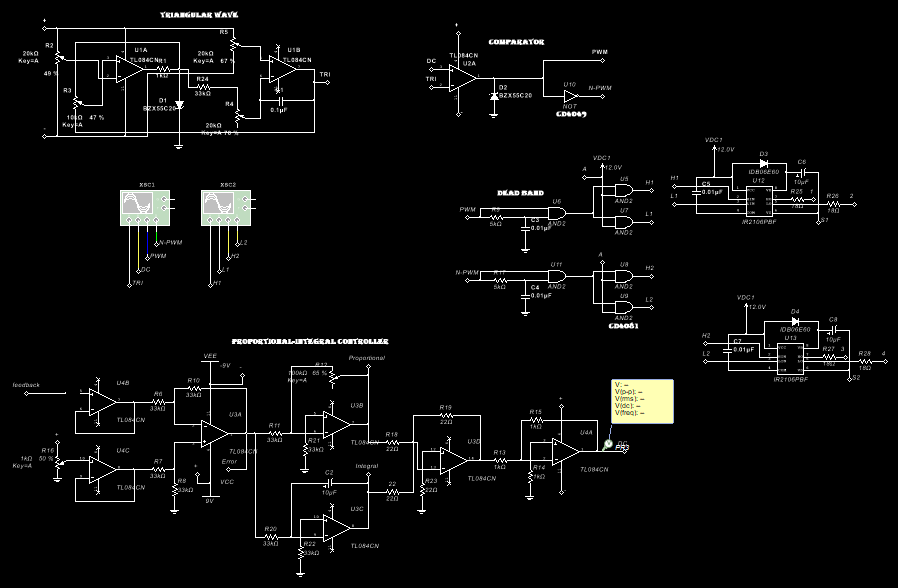 TRIANGULAR WAVE
+
R2
20kΩ
Key=A
49 %
R3
10kΩ
Key=A
47 %
U1A
TL084CN
R1
1kΩ
D1
BZX55C20
R24
33kΩ
R5
20kΩ
Key=A
67 %
R4
20kΩ
Key=A
70 %
U1B
TL084CN
0.1µF
TRI
-
COMPARATOR
+
DC
TRI
TL084CN
U2A
D2
BZX55C20
PWM
U10
N-PWM
NOT
CD4049
XSC1
XSC2
N-PWM
PWM
DC
TRI
L2
H2
L1
H1
DEAD BAND
VDC1
12.0V
A
PWM
R9
5kΩ
C3
0.01µF
U6
AND2
U5
AND2
H1
U7
AND2
L1
N-PWM
R17
5kΩ
C4
0.01µF
U11
AND2
A
U8
AND2
H2
U9
AND2
L2
CD4081
VDC1
12.0V
H1
L1
C5
0.01µF
D3
IDB06E60
U12
IR2106PBF
C6
10µF
R25
1
18Ω
R26
2
18Ω
S1
VDC1
12.0V
H2
L2
C7
0.01µF
D4
IDB06E60
U13
IR2106PBF
C8
10µF
R27
3
18Ω
R28
4
18Ω
S2
PROPORTIONAL-INTEGRAL CONTROLLER
feedback
U4B
TL084CN
R6
33kΩ
R10
33kΩ
VEE
-9V
-
U3A
TL084CN
+
R16
1kΩ
50 %
Key=A
U4C
TL084CN
R7
33kΩ
R8
33kΩ
+
VCC
9V
Error
R11
33kΩ
R12
100kΩ
65 %
Key=A
Proportional
U3B
TL084CN
R21
33kΩ
R20
33kΩ
C2
10µF
Integral
U3C
TL084CN
R22
33kΩ
R18
22Ω
22
22Ω
R19
22Ω
R23
22Ω
U3D
TL084CN
R13
1kΩ
R15
1kΩ
R14
1kΩ
+
U4A
TL084CN
-
DC
PR3
V: --
V(p-p): --
V(rms): --
V(dc): --
V(freq): --